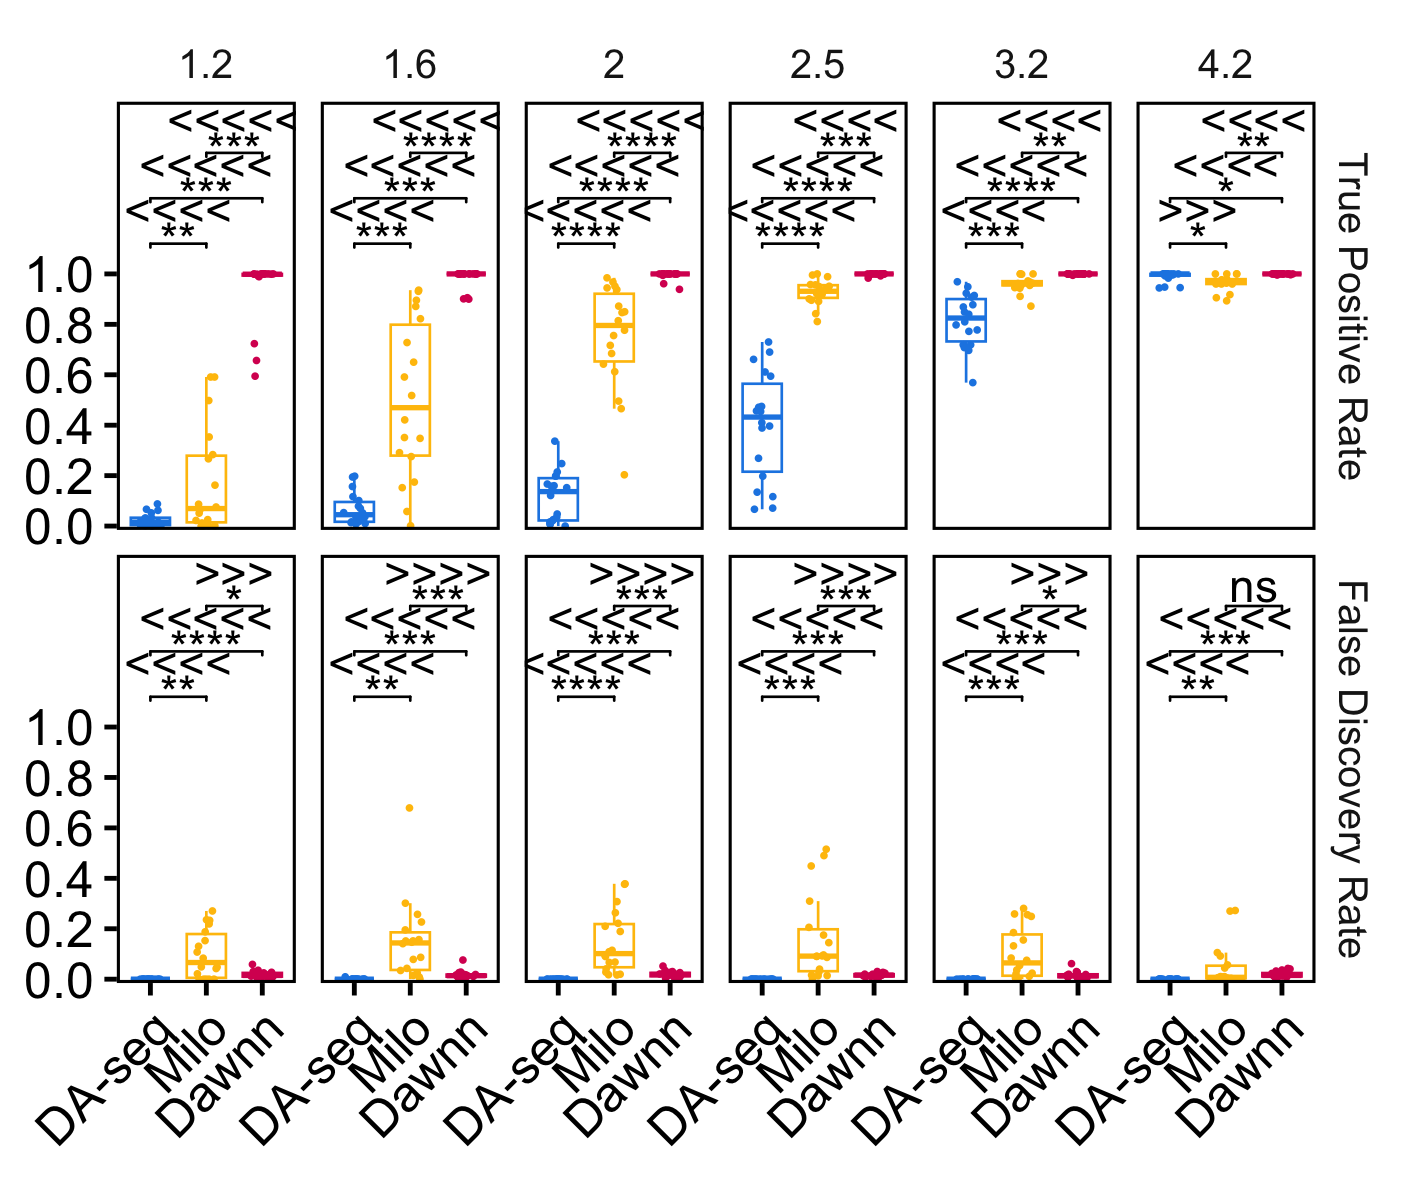 1.2 1.6 2 2.5 3.2 4.2
<<<<< <<<<< <<<<< <<<< <<<< <<<<
*** **** **** *** ** **
<<<<< <<<<< <<<<< <<<<< <<<<< <<<<
*** *** **** **** **** *
<<<< <<<< <<<<< <<<<< <<<< >>>
** *** **** **** *** *
1.0
0.8
0.6
0.4
0.2
0.0
True Positive Rate
>>> >>>> >>>> >>>> >>> ns
* *** *** *** *
<<<<< <<<<< <<<<< <<<<< <<<<< <<<<<
**** *** *** *** *** ***
<<<< <<<< <<<<< <<<< <<<< <<<<
** ** **** *** *** **
1.0
0.8
0.6
0.4
0.2
0.0
False Discovery Rate
DA-seq Milo Dawnn DA-seq Milo Dawnn DA-seq Milo Dawnn DA-seq Milo Dawnn DA-seq Milo Dawnn DA-seq Milo Dawnn